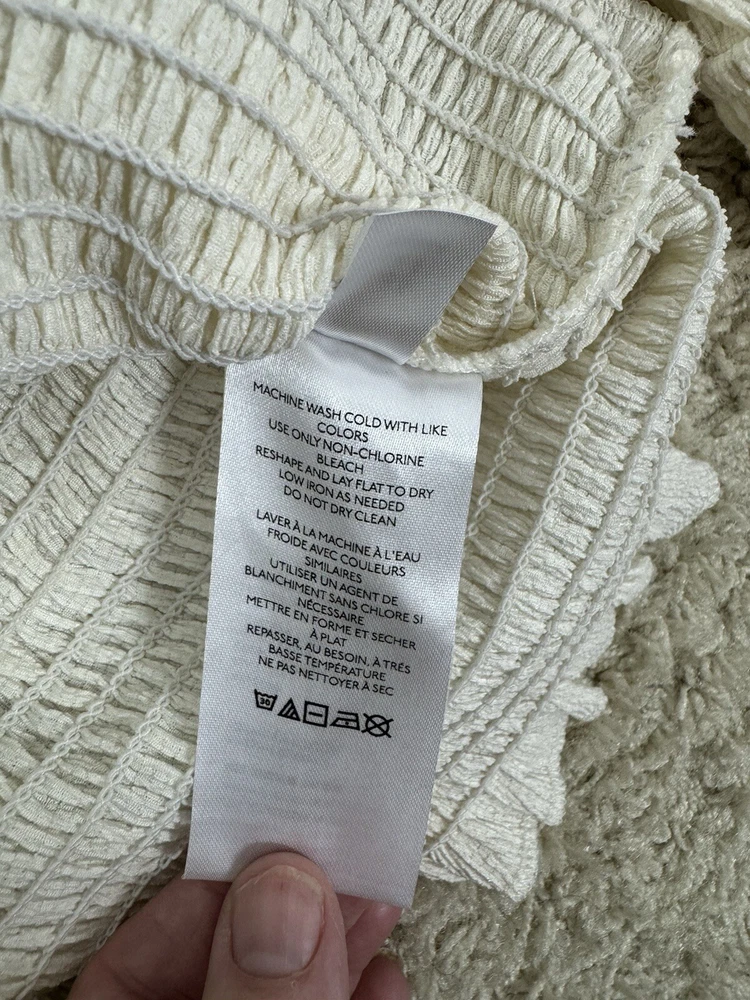 MACHINE WASH COLD WITH LIKE
COLORS
USE ONLY NON-CHLORINE
BLEACH
RESHAPE AND LAY FLAT TO DRY
LOW IRON AS NEEDED
DO NOT DRY CLEAN
LAVER À LA MACHINE À L'EAU
FROIDE AVEC COULEURS
SIMILAIRES
UTILISER UN AGENT DE
BLANCHIMENT SANS CHLORE SI
NÉCESSAIRE
METTRE EN FORME ET SECHER
À PLAT
REPASSER, AU BESOIN, À TRÉS
BASSE TEMPÉRATURE
NE PAS NETTOYER À SEC
30